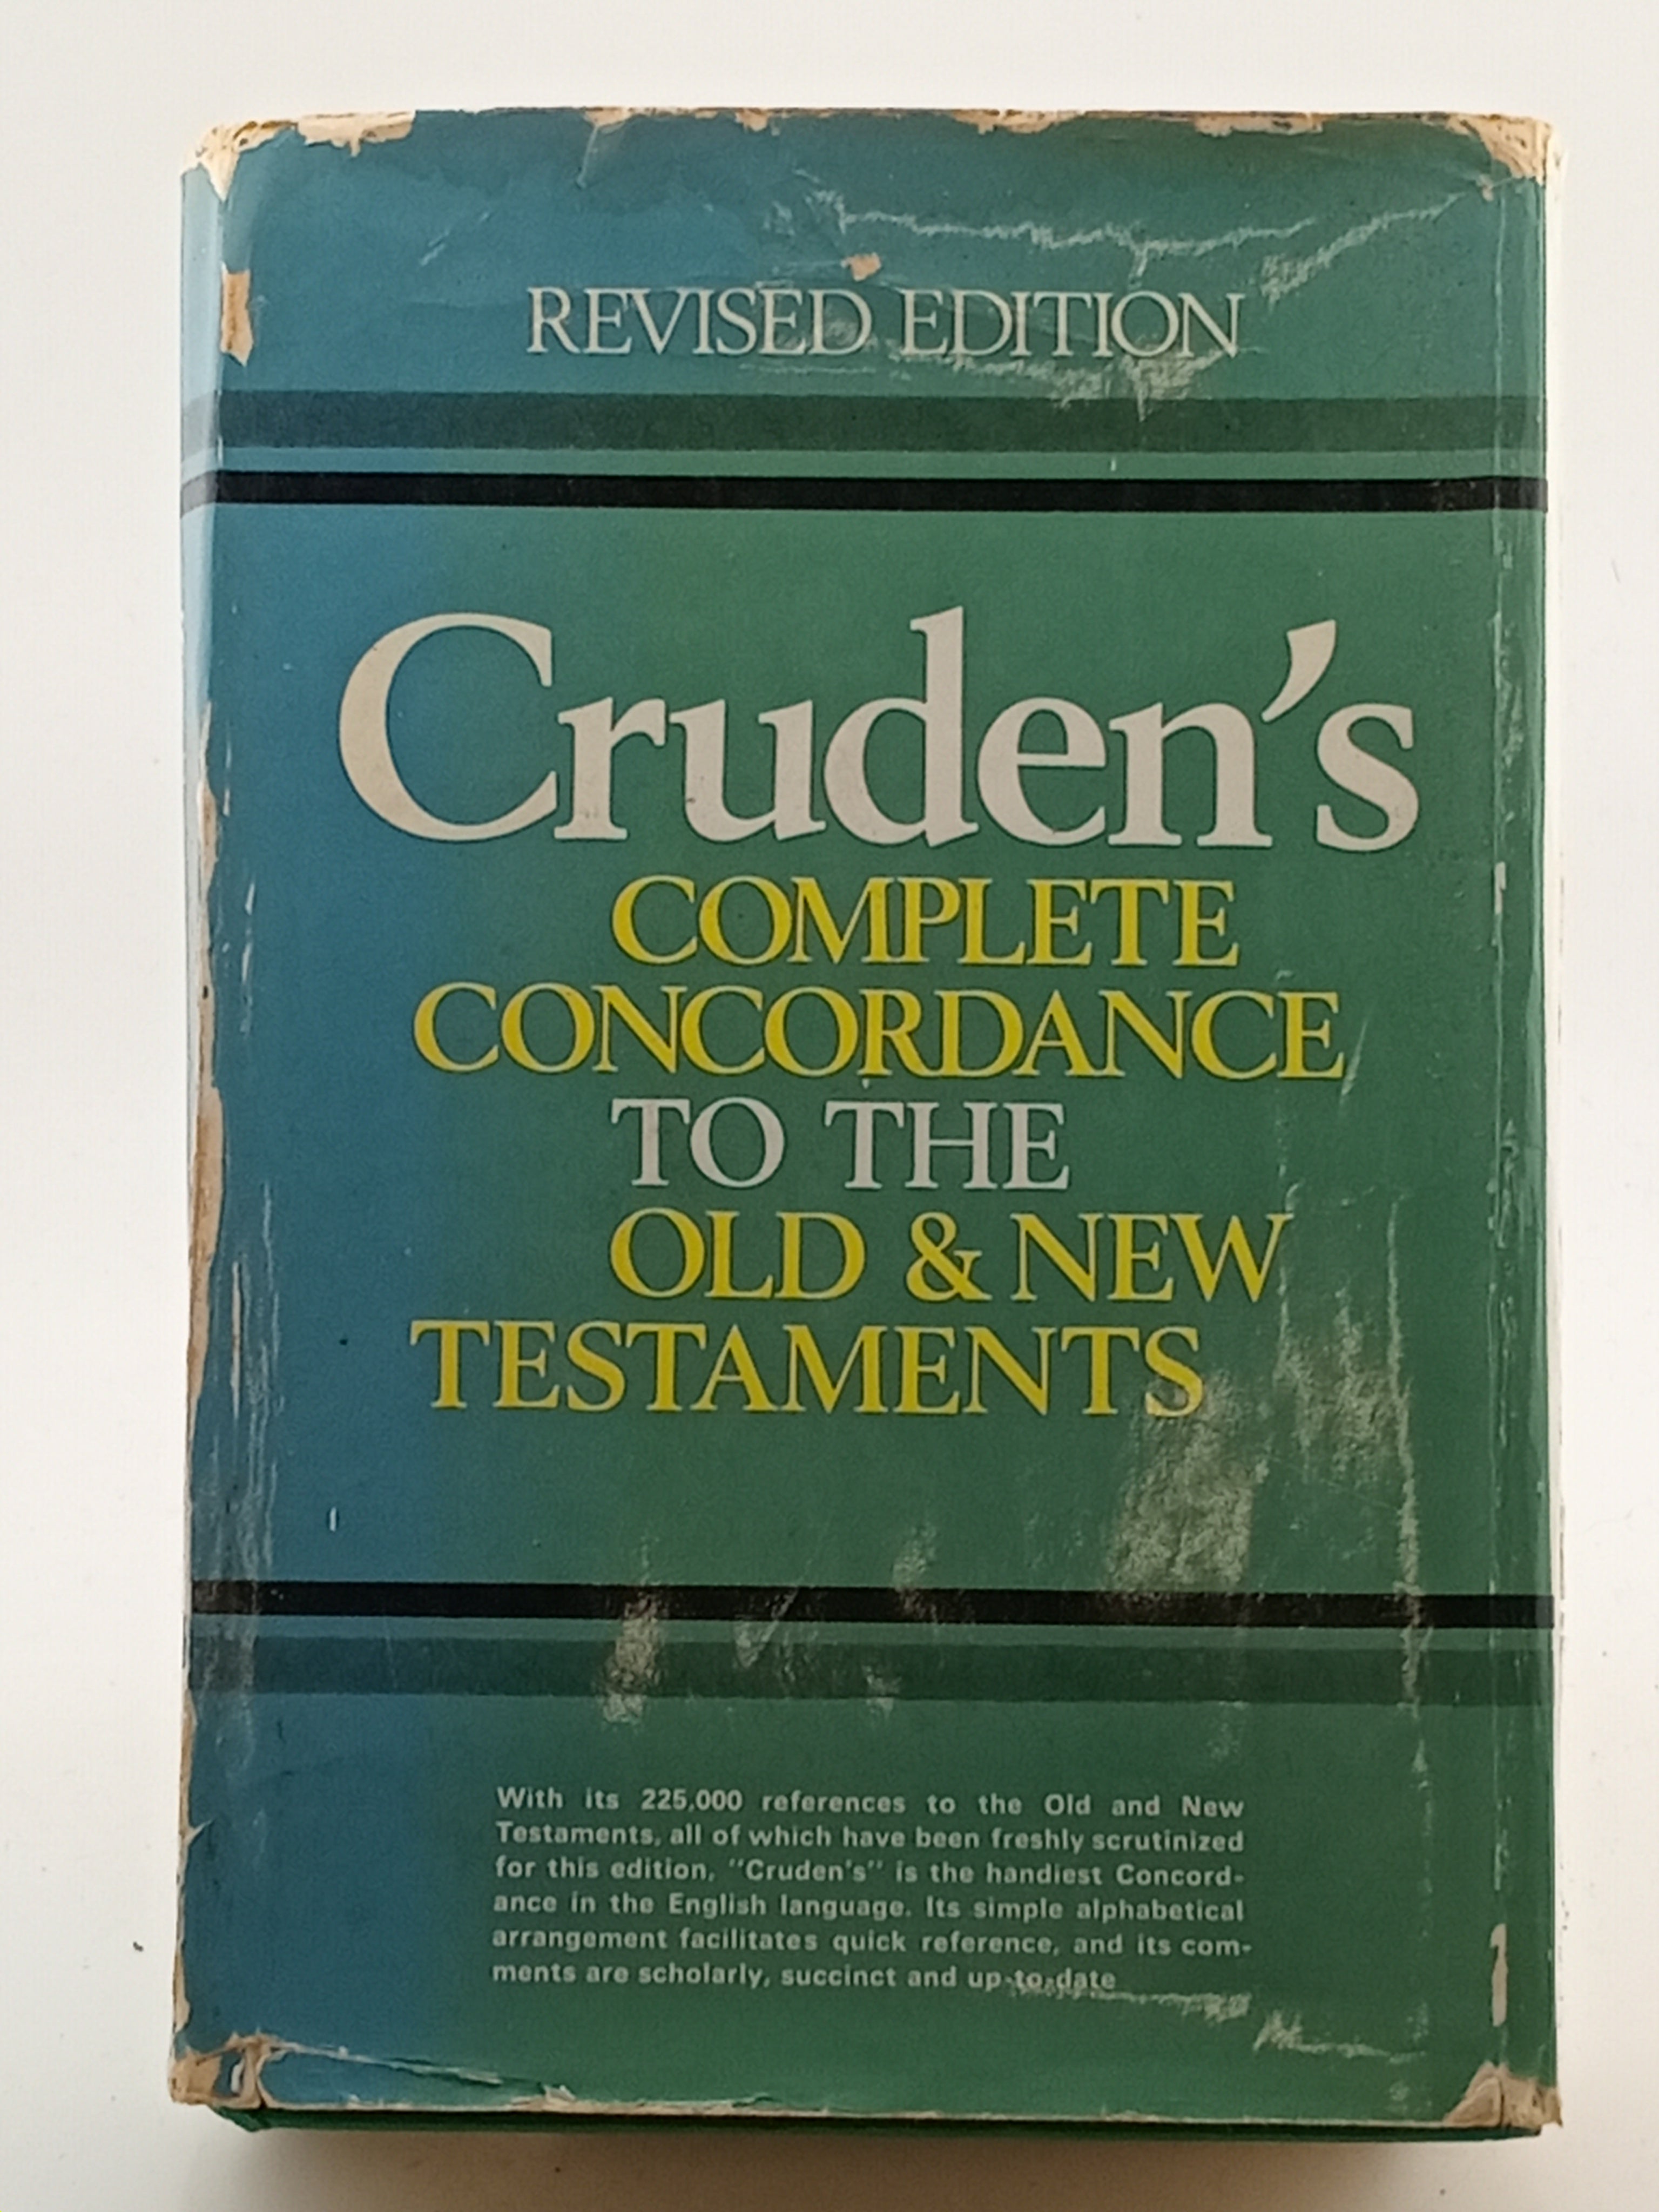 REVISED EDITION
Cruden's
COMPLETE
CONCORDANCE
TO THE
OLD & NEW
TESTAMENTS
With its 225,000 references to the Old and New
Testaments, all of which have been freshly scrutinized
for this edition, "Cruden's" is the handiest Concord-
ance in the English language. Its simple alphabetical
arrangement facilitates quick reference, and its com-
ments are scholarly, succinct and up-to-date